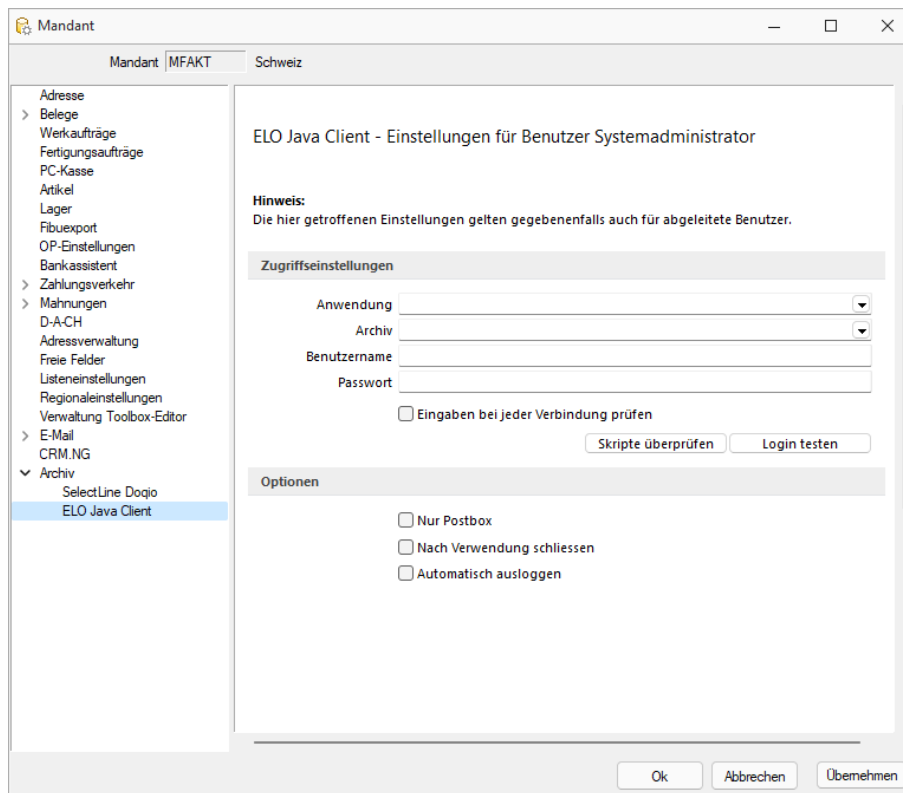 Mandant
Mandant MFAKT Schweiz
Adresse
Belege
Werkaufträge
Fertigungsaufträge
PC-Kasse
Artikel
Lager
Fibuexport
OP-Einstellungen
Bankassistent
Zahlungsverkehr
Mahnungen
D-A-CH
Adressverwaltung
Freie Felder
Listeneinstellungen
Regionaleinstellungen
Verwaltung Toolbox-Editor
E-Mail
CRM.NG
Archiv
SelectLine Doqio
ELO Java Client
ELO Java Client - Einstellungen für Benutzer Systemadministrator
Hinweis:
Die hier getroffenen Einstellungen gelten gegebenenfalls auch für abgeleitete Benutzer.
Zugriffseinstellungen
Anwendung
Archiv
Benutzername
Passwort
Eingaben bei jeder Verbindung prüfen
Skripte überprüfen Login testen
Optionen
Nur Postbox
Nach Verwendung schliessen
Automatisch ausloggen
Ok Abbrechen Übernehmen